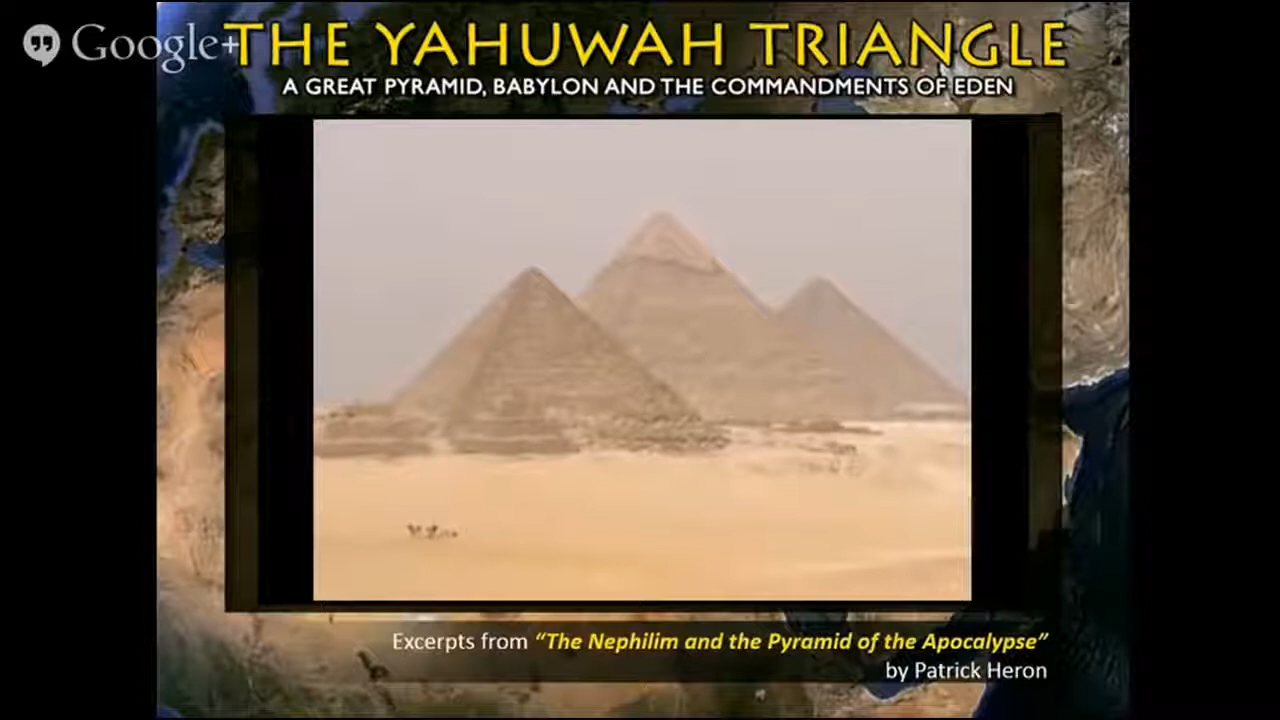 Google+
THE YAHUWAH TRIANGLE
A GREAT PYRAMID, BABYLON AND THE COMMANDMENTS OF EDEN
Excerpts from “The Nephilim and the Pyramid of the Apocalypse”
by Patrick Heron